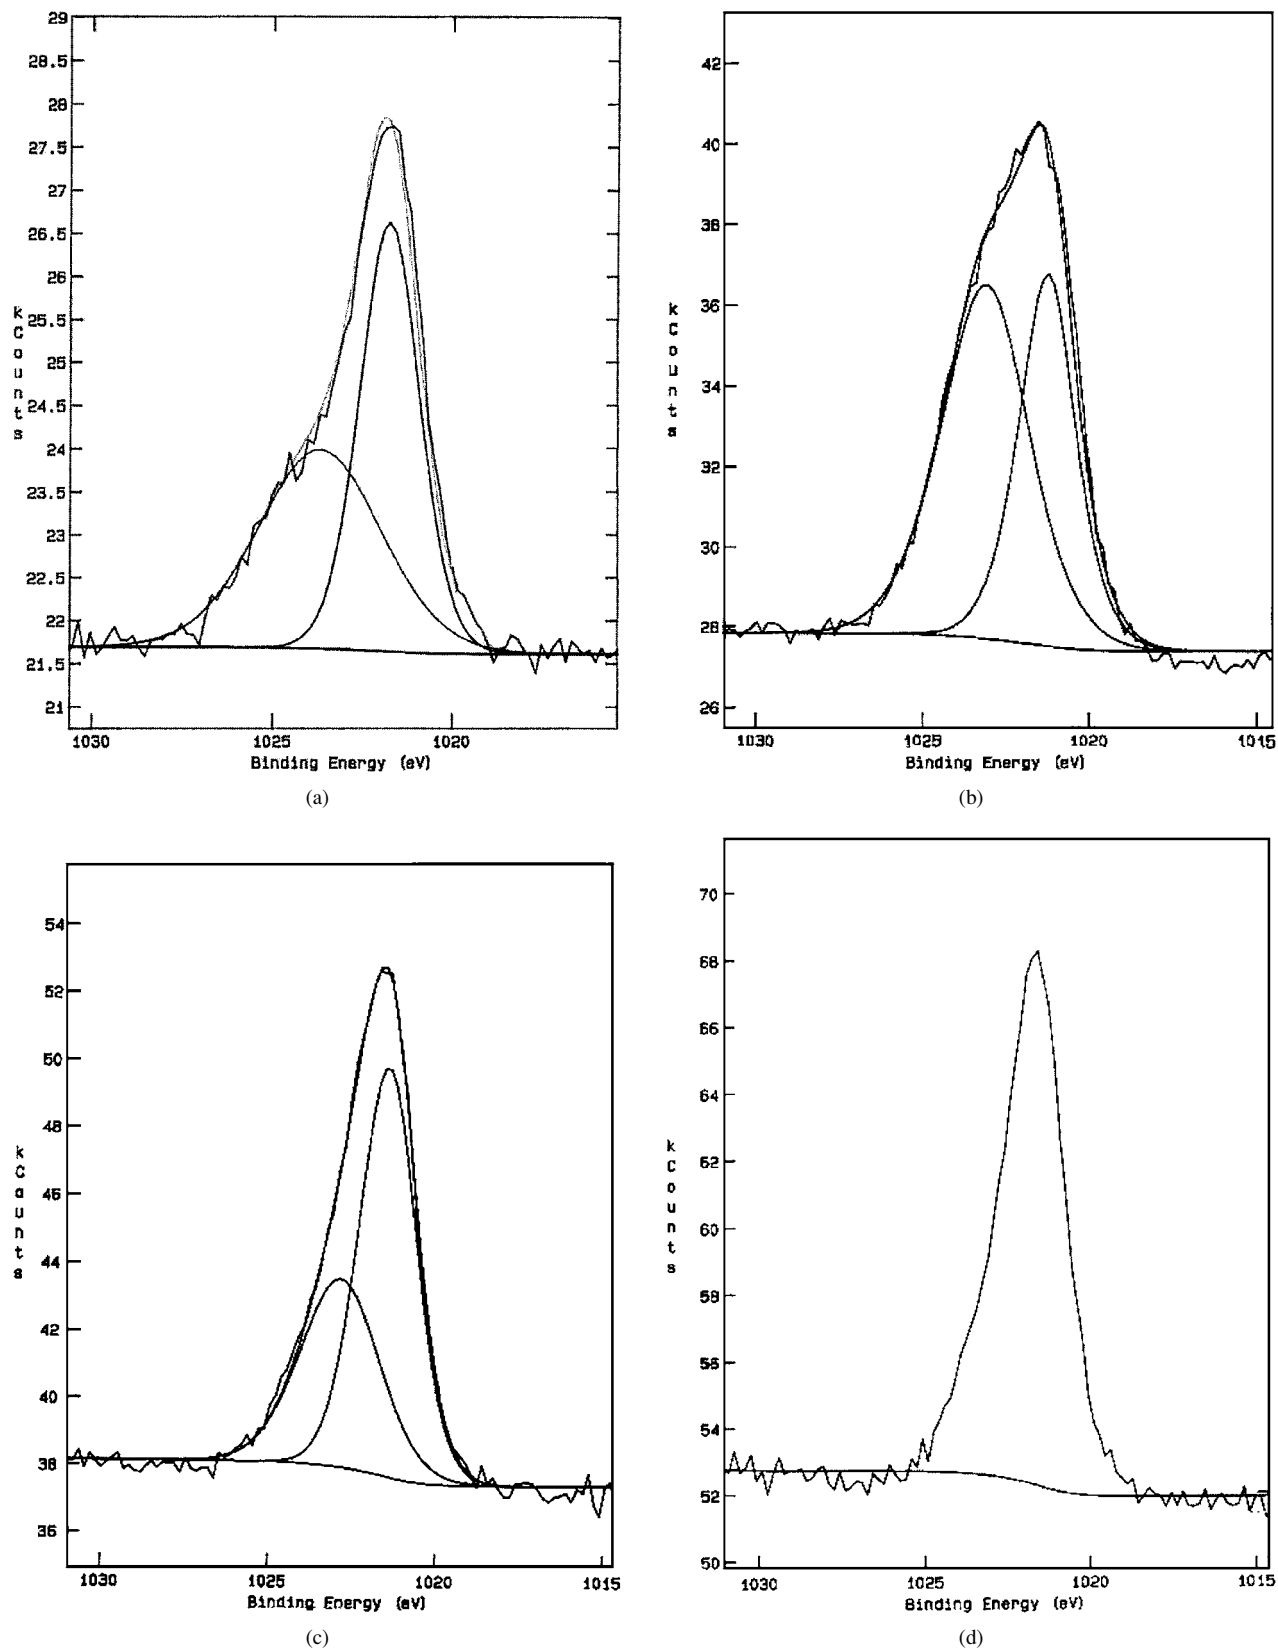 29
28.5
28
27.5
27
26.5
26
25.5
25
24.5
24
23.5
23
22.5
22
21.5
21
kCounts
1030 1025 1020
Binding Energy (eV)
(a)
42
40
38
36
34
32
30
28
26
kCounts
1030 1025 1020 1015
Binding Energy (eV)
(b)
54
52
50
48
46
44
42
40
38
36
kCounts
1030 1025 1020 1015
Binding Energy (eV)
(c)
70
68
66
64
62
60
58
56
54
52
50
kCounts
1030 1025 1020 1015
Binding Energy (eV)
(d)